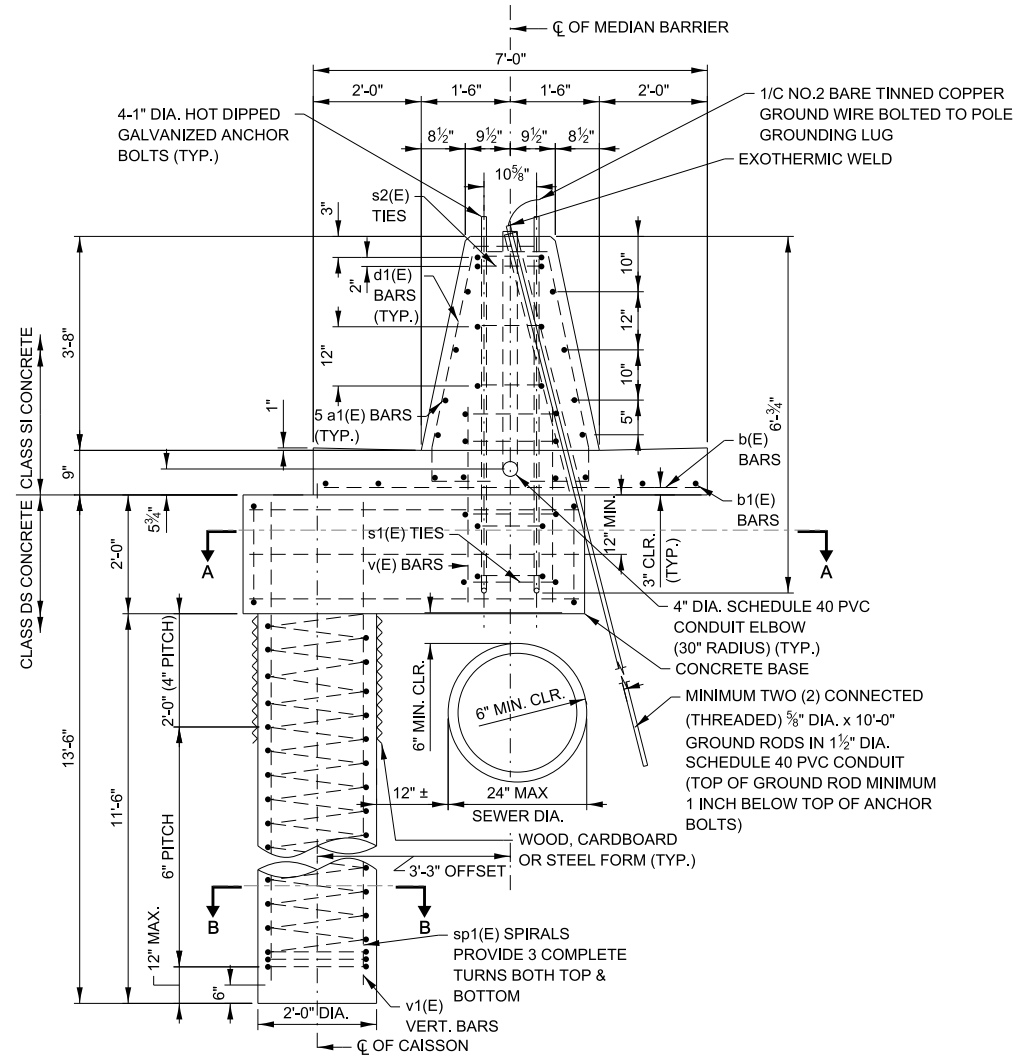 ℄ OF MEDIAN BARRIER
7'-0"
2'-0"
1'-6"
1'-6"
2'-0"
4-1" DIA. HOT DIPPED
GALVANIZED ANCHOR
BOLTS (TYP.)
8½"
9½"
9½"
8½"
1/C NO.2 BARE TINNED COPPER
GROUND WIRE BOLTED TO POLE
GROUNDING LUG
EXOTHERMIC WELD
10⅝"
s2(E)
TIES
3"
2"
d1(E)
BARS
(TYP.)
12"
10"
12"
10"
5"
6'-¾"
3'-8"
CLASS SI CONCRETE
1"
5 a1(E) BARS
(TYP.)
9"
5¾"
b(E)
BARS
b1(E)
BARS
CLASS DS CONCRETE
2'-0"
A
s1(E) TIES
v(E) BARS
12" MIN.
3" CLR.
(TYP.)
A
4" DIA. SCHEDULE 40 PVC
CONDUIT ELBOW
(30" RADIUS) (TYP.)
CONCRETE BASE
2'-0" (4" PITCH)
6" MIN. CLR.
6" MIN. CLR.
MINIMUM TWO (2) CONNECTED
(THREADED) ⅝" DIA. x 10'-0"
GROUND RODS IN 1½" DIA.
SCHEDULE 40 PVC CONDUIT
(TOP OF GROUND ROD MINIMUM
1 INCH BELOW TOP OF ANCHOR
BOLTS)
13'-6"
11'-6"
12" ±
24" MAX
SEWER DIA.
6" PITCH
WOOD, CARDBOARD
OR STEEL FORM (TYP.)
3'-3" OFFSET
B
B
12" MAX.
6"
sp1(E) SPIRALS
PROVIDE 3 COMPLETE
TURNS BOTH TOP &
BOTTOM
v1(E)
VERT. BARS
2'-0" DIA.
℄ OF CAISSON